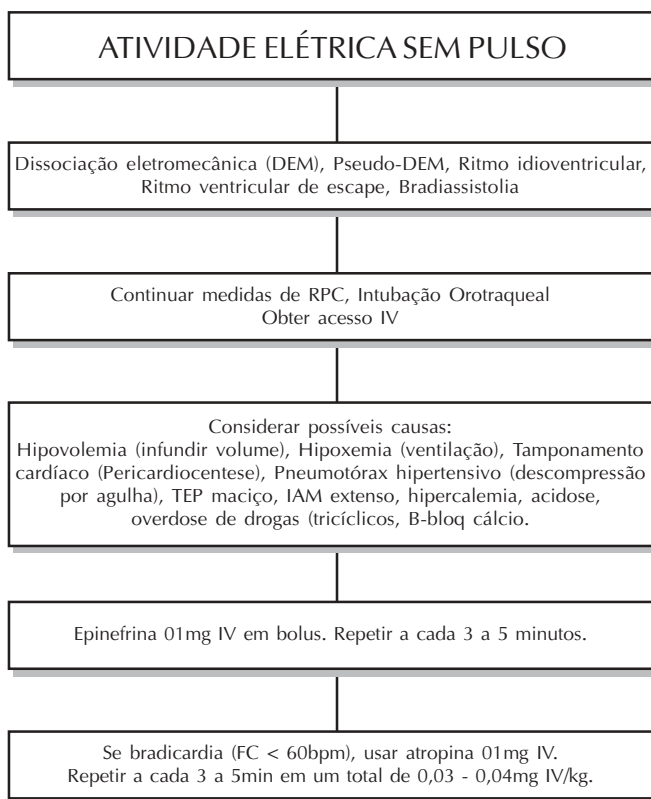 ATIVIDADE ELÉTRICA SEM PULSO
Dissociação eletromecânica (DEM), Pseudo-DEM, Ritmo idioventricular,
Ritmo ventricular de escape, Bradiassistolia
Continuar medidas de RPC, Intubação Orotraqueal
Obter acesso IV
Considerar possíveis causas:
Hipovolemia (infundir volume), Hipoxemia (ventilação), Tamponamento
cardíaco (Pericardiocentese), Pneumotórax hipertensivo (descompressão
por agulha), TEP maciço, IAM extenso, hipercalemia, acidose,
overdose de drogas (tricíclicos, B-bloq cálcio.
Epinefrina 01mg IV em bolus. Repetir a cada 3 a 5 minutos.
Se bradicardia (FC < 60bpm), usar atropina 01mg IV.
Repetir a cada 3 a 5min em um total de 0,03 - 0,04mg IV/kg.